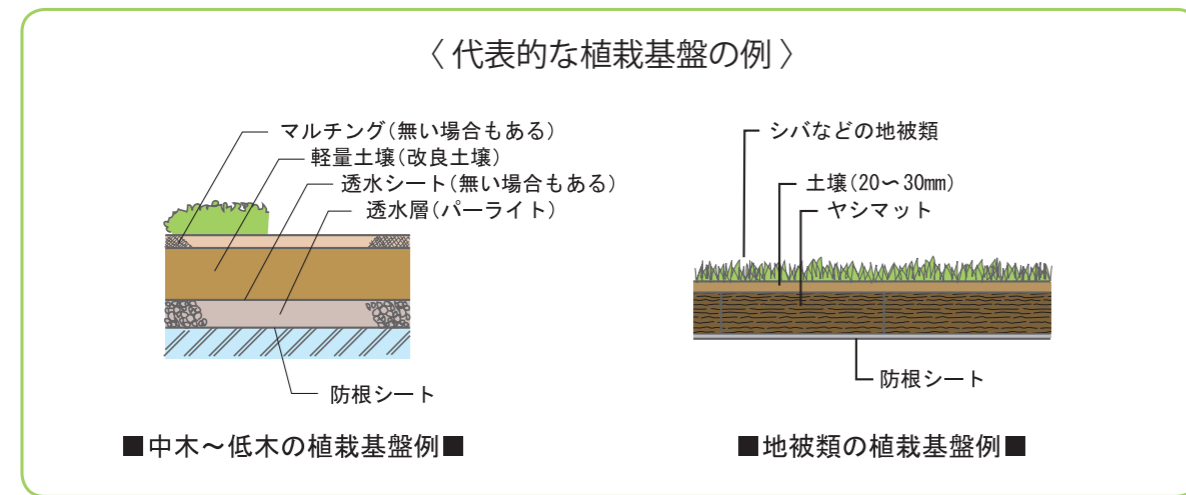 〈代表的な植栽基盤の例〉
マルチング(無い場合もある)
軽量土壌(改良土壌)
透水シート(無い場合もある)
透水層(パーライト)
防根シート
■中木～低木の植栽基盤例■
シバなどの地被類
土壌(20～30mm)
ヤシマット
防根シート
■地被類の植栽基盤例■